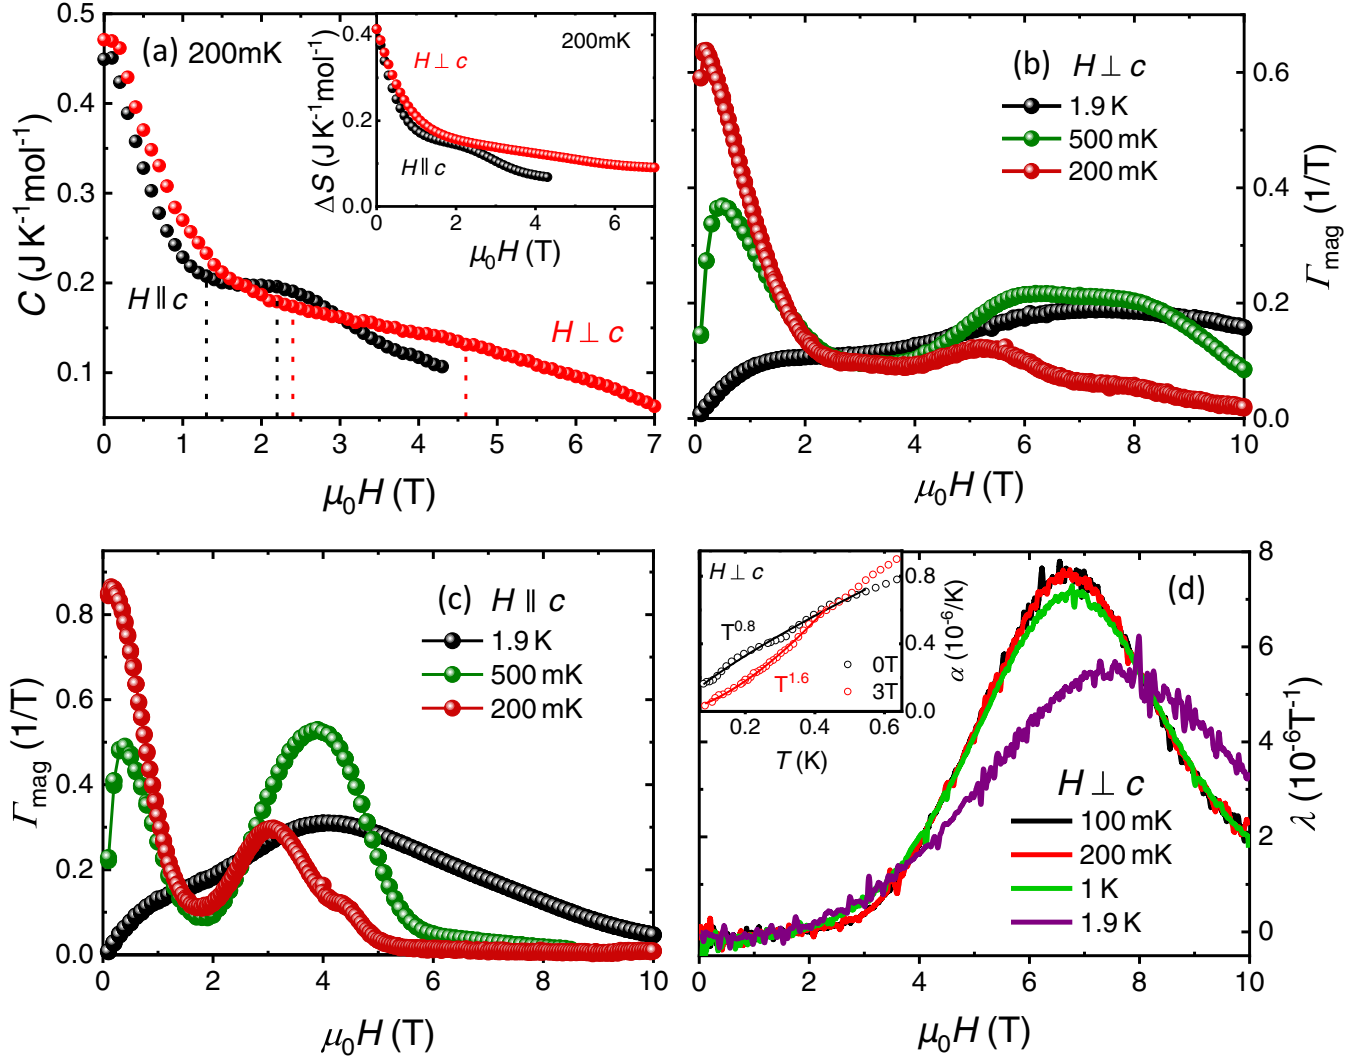 (a) 200mK
C (J K⁻¹mol⁻¹)
0.5
0.4
0.3
0.2
0.1
H ∥ c
H ⊥ c
0 1 2 3 4 5 6 7
μ₀H (T)
200mK
ΔS (J K⁻¹mol⁻¹)
0.4
0.2
0.0
H ⊥ c
H ∥ c
0 2 4 6
μ₀H (T)
(b) H ⊥ c
1.9 K
500 mK
200 mK
0.6
0.4
0.2
0.0
Γmag (1/T)
0 2 4 6 8 10
μ₀H (T)
(c) H ∥ c
1.9 K
500 mK
200 mK
Γmag (1/T)
0.8
0.6
0.4
0.2
0.0
0 2 4 6 8 10
μ₀H (T)
(d)
H ⊥ c
T⁰·⁸
T¹·⁶
0T
3T
0.8
0.4
0.0
α (10⁻⁶/K)
0.2 0.4 0.6
T (K)
H ⊥ c
100 mK
200 mK
1 K
1.9 K
8
6
4
2
0
λ (10⁻⁶T⁻¹)
0 2 4 6 8 10
μ₀H (T)